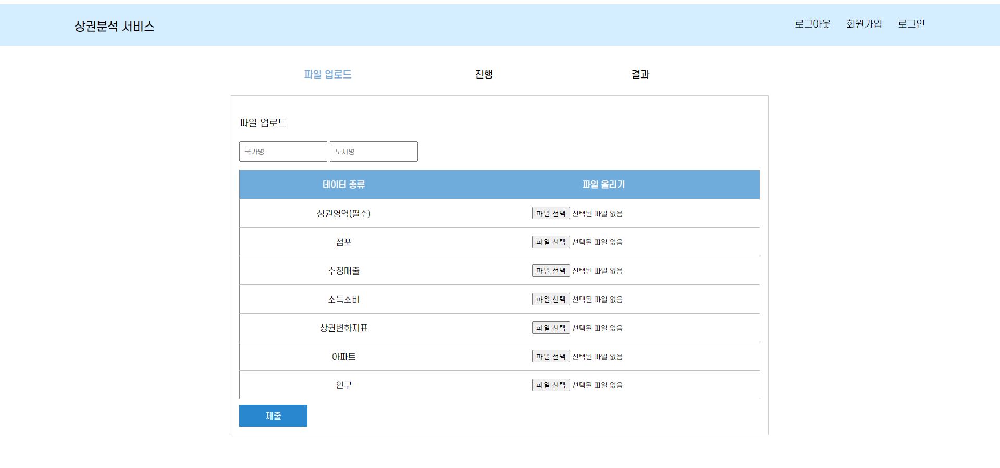 상권분석 서비스
로그아웃 회원가입 로그인
파일 업로드 진행 결과
파일 업로드
국가명 도시명
데이터 종류 파일 올리기
상권영역(필수) 파일 선택 선택된 파일 없음
점포 파일 선택 선택된 파일 없음
추정매출 파일 선택 선택된 파일 없음
소득소비 파일 선택 선택된 파일 없음
상권변화지표 파일 선택 선택된 파일 없음
아파트 파일 선택 선택된 파일 없음
인구 파일 선택 선택된 파일 없음
제출